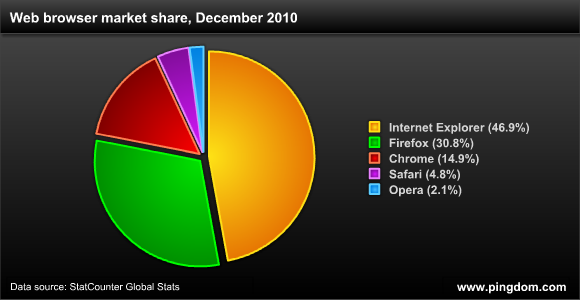 Web browser market share, December 2010
Internet Explorer (46.9%)
Firefox (30.8%)
Chrome (14.9%)
Safari (4.8%)
Opera (2.1%)
Data source: StatCounter Global Stats
www.pingdom.com